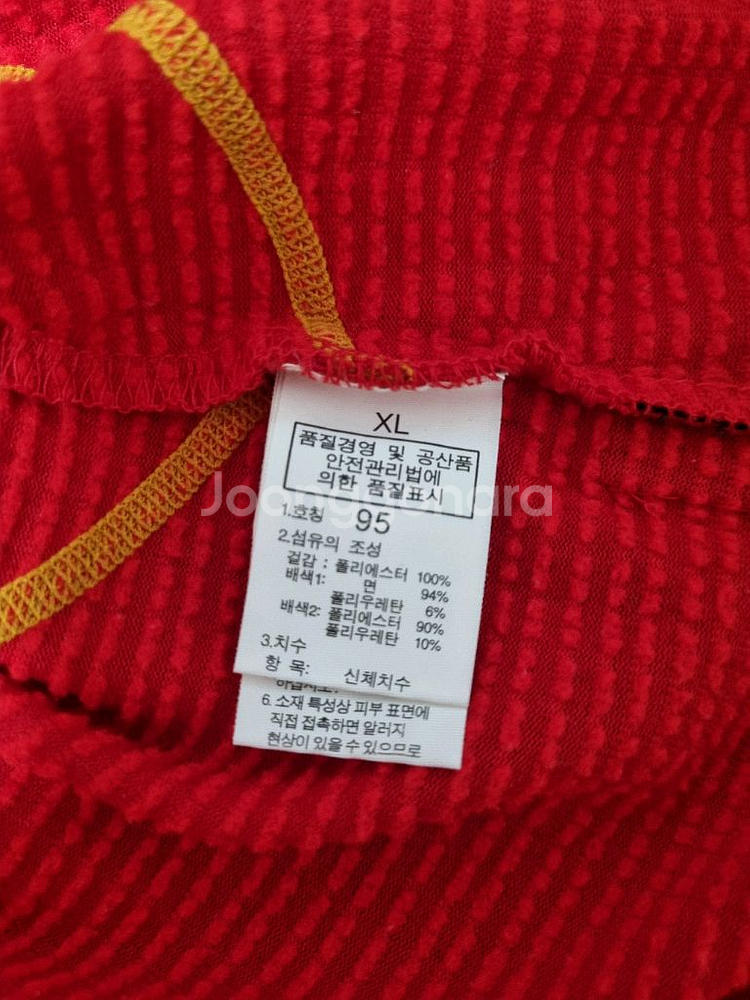 XL
품질경영 및 공산품
안전관리법에
의한 품질표시
Joonggonara
1.호칭 95
2.섬유의 조성
겉감 : 폴리에스터 100%
배색1: 면 94%
폴리우레탄 6%
배색2: 폴리에스터 90%
폴리우레탄 10%
3.치수
항 목: 신체치수
6. 소재 특성상 피부 표면에
직접 접촉하면 알러지
현상이 있을 수 있으므로